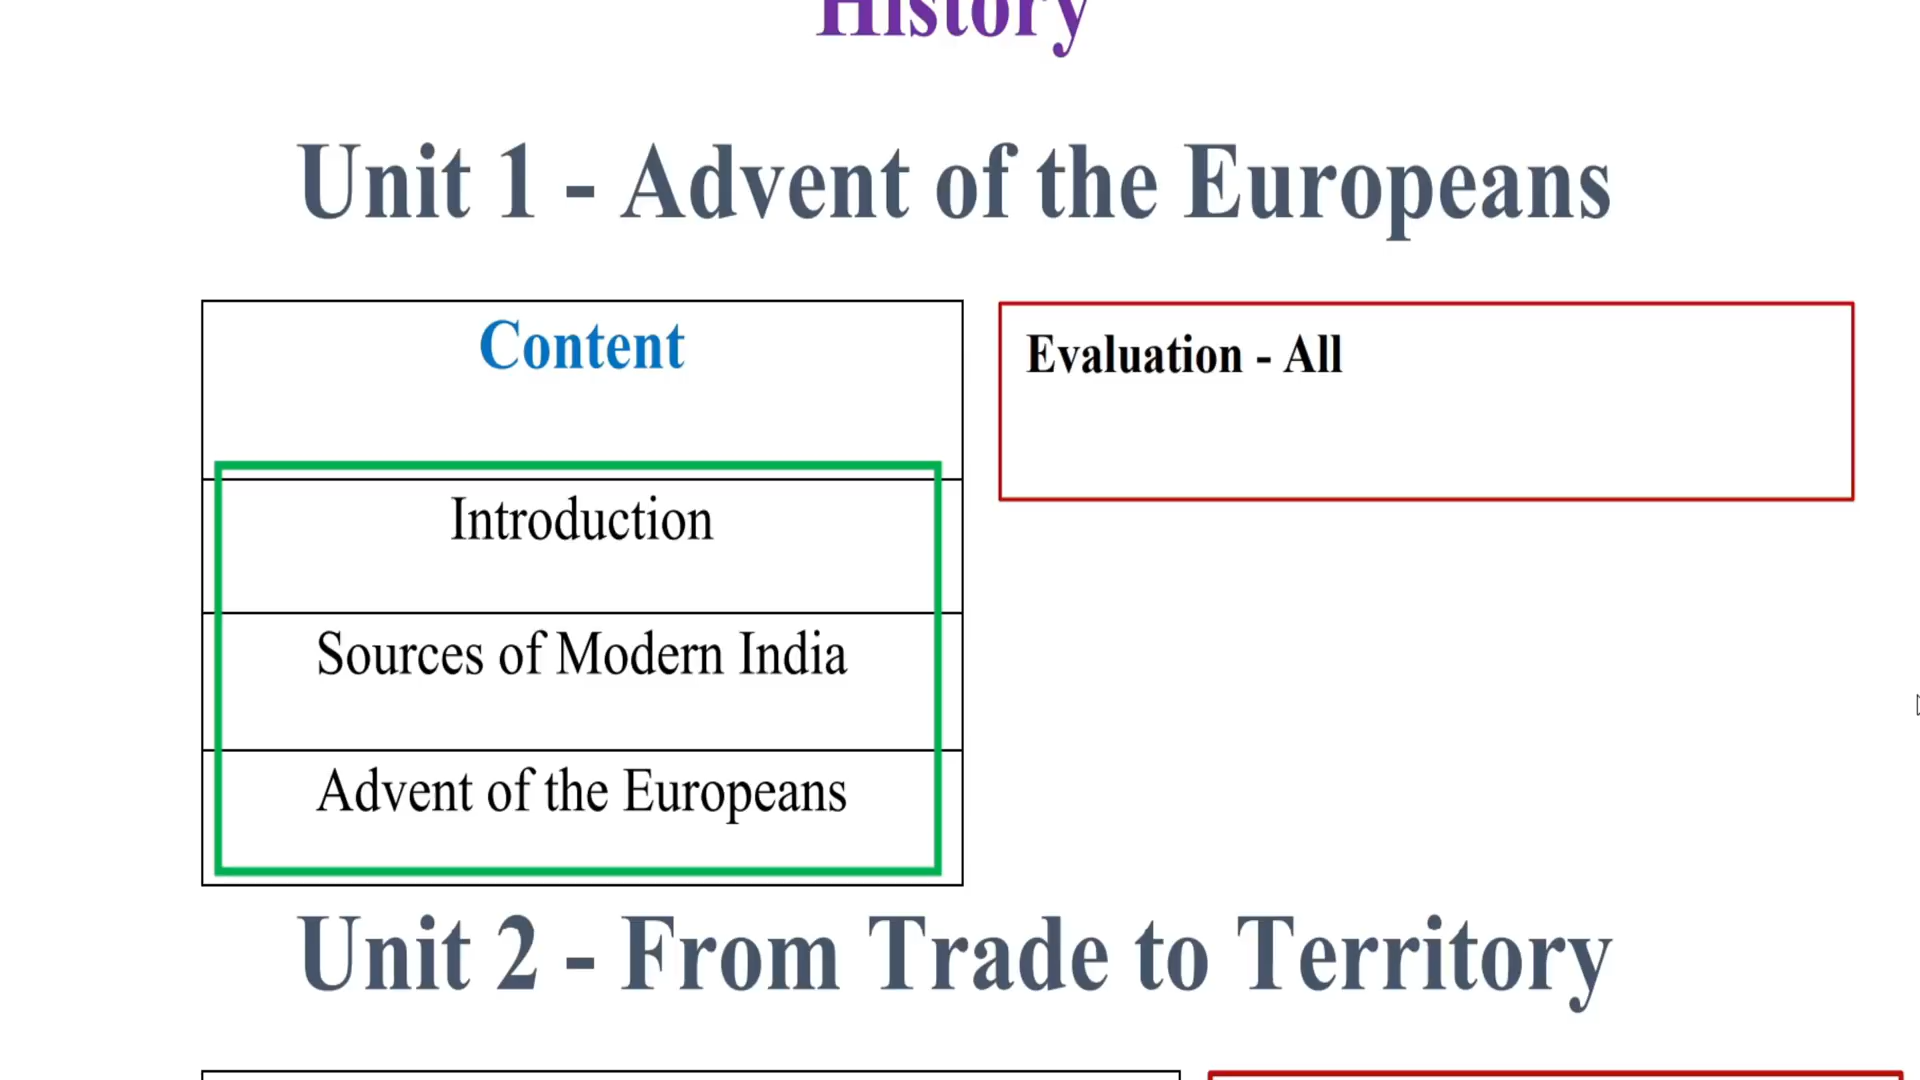 History
Unit 1 - Advent of the Europeans
Content
Evaluation - All
Introduction
Sources of Modern India
Advent of the Europeans
Unit 2 - From Trade to Territory